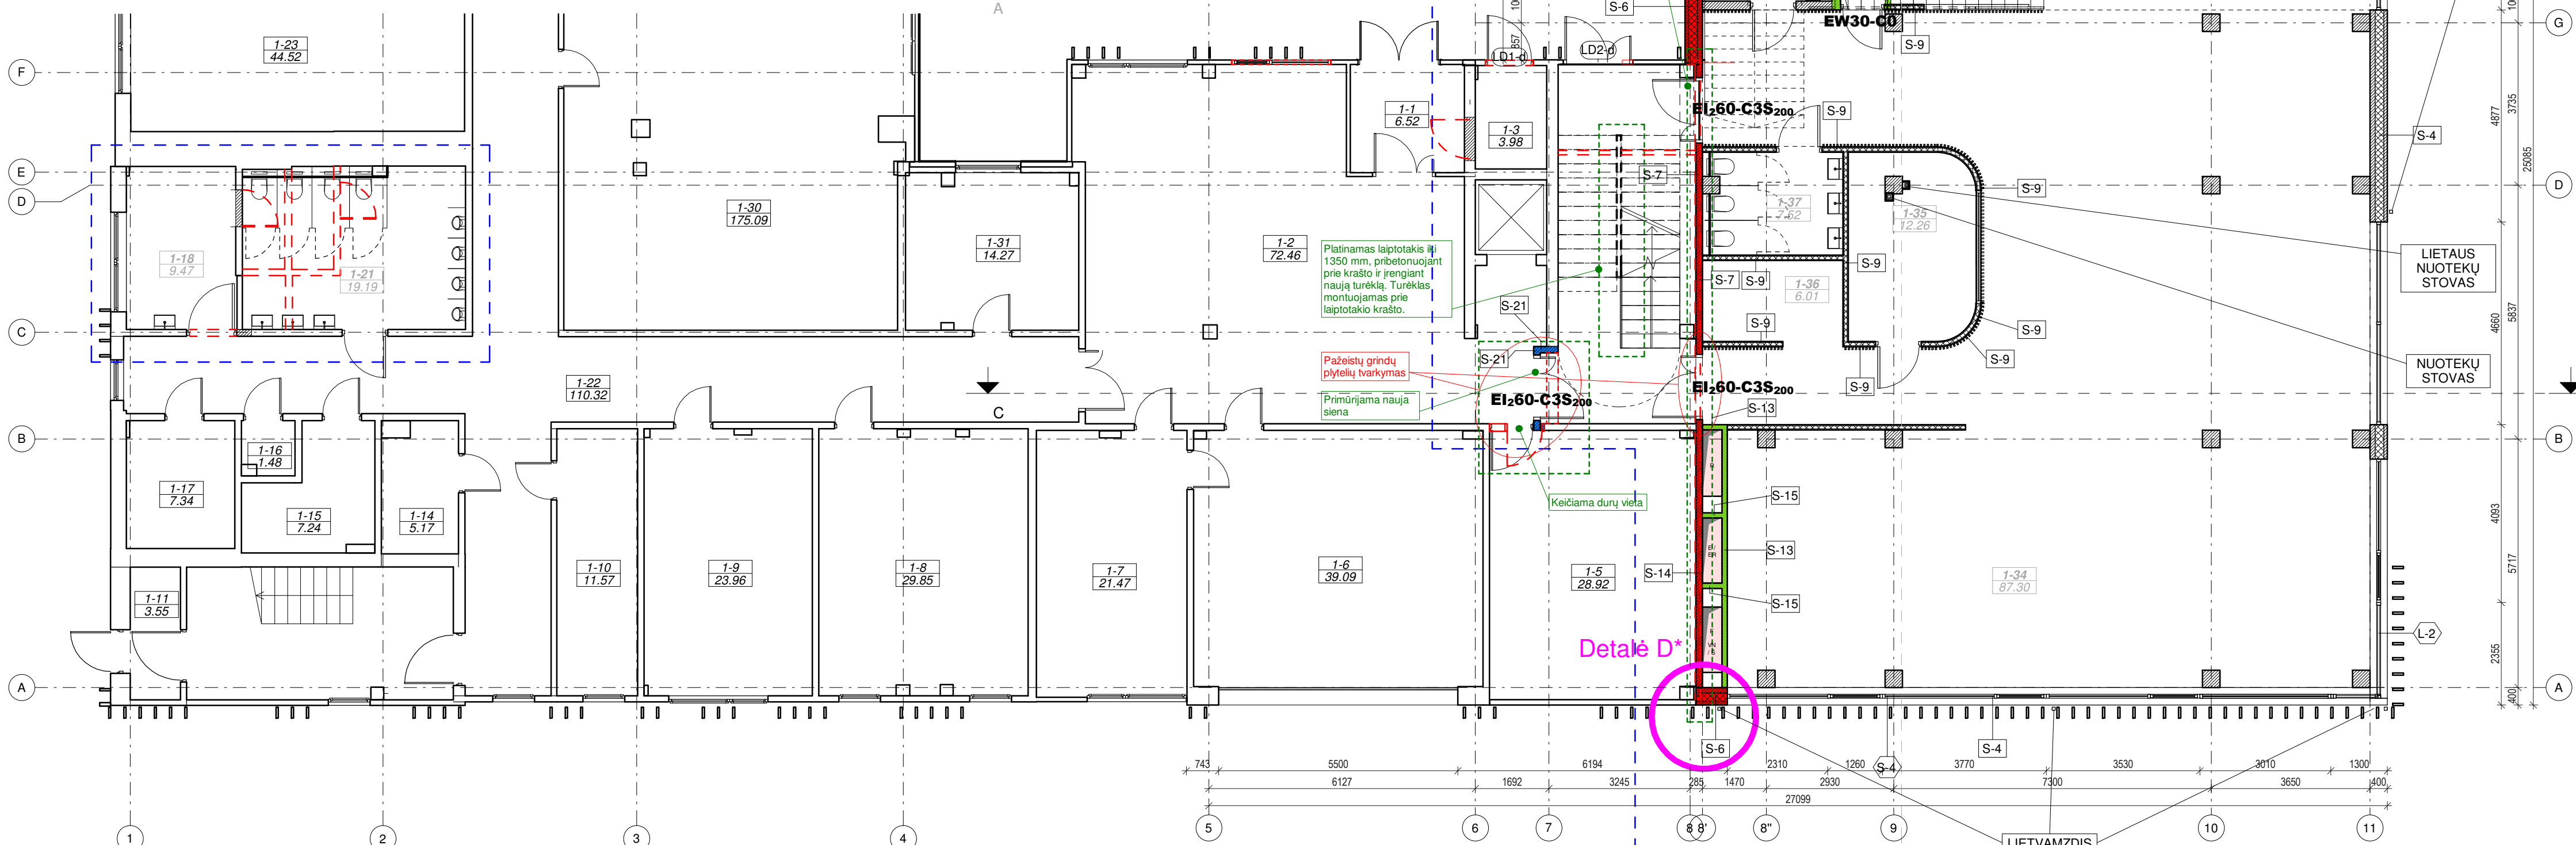 A
S-6
857
LD1-d
LD2-d
EW30-C0
S-9
G
1-23
44.52
F
1-1
6.52
1-3
3.98
EI₂60-C3S₂₀₀
S-9
S-4
4877
3735
25085
E
D
S-7
1-30
175.09
1-31
14.27
1-2
72.46
1-18
9.47
1-21
19.19
1-37
7.52
1-35
12.26
S-9
D
Platinamas laiptotakis iki
1350 mm, pribetonuojant
prie krašto ir įrengiant
naują turėklą. Turėklas
montuojamas prie
laiptotakio krašto.
S-21
S-7
S-9
1-36
6.01
S-9
LIETAUS
NUOTEKŲ
STOVAS
4660
5837
C
S-9
S-9
S-9
S-21
Pažeistų grindų
plytelių tvarkymas
NUOTEKŲ
STOVAS
1-22
110.32
C
EI₂60-C3S₂₀₀
EI₂60-C3S₂₀₀
S-9
Primūrijama nauja
siena
S-13
B
B
1-16
1.48
1-17
7.34
1-15
7.24
1-14
5.17
Keičiama durų vieta
S-15
4093
5717
S-13
1-10
11.57
1-9
23.96
1-8
29.85
1-7
21.47
1-6
39.09
1-5
28.92
S-14
1-34
87.30
1-11
3.55
S-15
L-2
2355
Detalė D*
A
A
400
S-6
S-4
S-4
743
5500
6194
2310
1260
3770
3530
3010
1300
6127
1692
3245
285
1470
2930
7300
3650
400
27099
1
2
3
4
5
6
7
8
8'
8"
9
10
11
LIETVAMZDIS